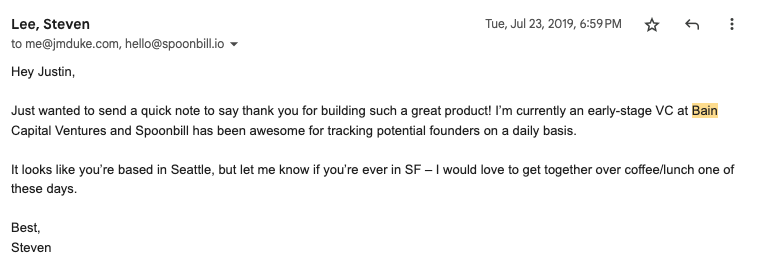 Lee, Steven
Tue, Jul 23, 2019, 6:59 PM
to me@jmduke.com, hello@spoonbill.io
Hey Justin,
Just wanted to send a quick note to say thank you for building such a great product! I’m currently an early-stage VC at Bain
Capital Ventures and Spoonbill has been awesome for tracking potential founders on a daily basis.
It looks like you’re based in Seattle, but let me know if you’re ever in SF – I would love to get together over coffee/lunch one of
these days.
Best,
Steven